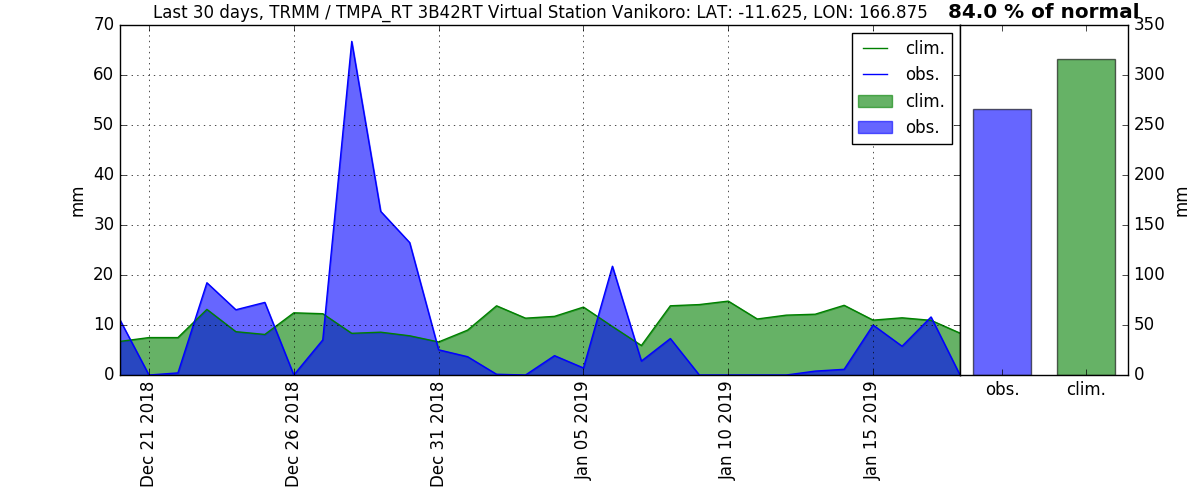 Last 30 days, TRMM / TMPA_RT 3B42RT Virtual Station Vanikoro: LAT: -11.625, LON: 166.875
84.0 % of normal
70
60
50
40
30
20
10
0
mm
clim.
obs.
clim.
obs.
Dec 21 2018
Dec 26 2018
Dec 31 2018
Jan 05 2019
Jan 10 2019
Jan 15 2019
350
300
250
200
150
100
50
0
mm
obs.
clim.